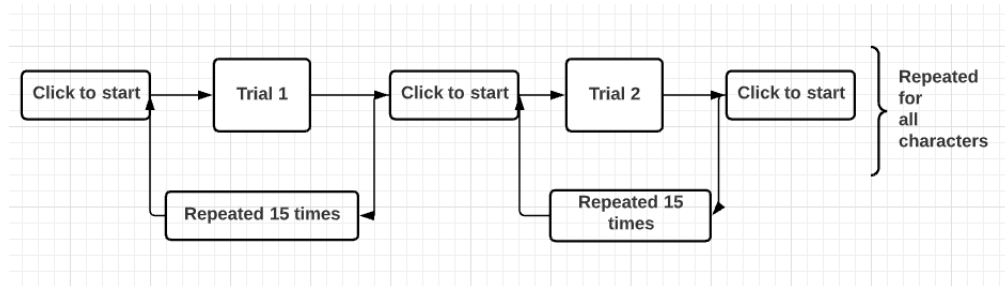 Click to start
Trial 1
Click to start
Trial 2
Click to start
Repeated
for
all
characters
Repeated 15 times
Repeated 15
times